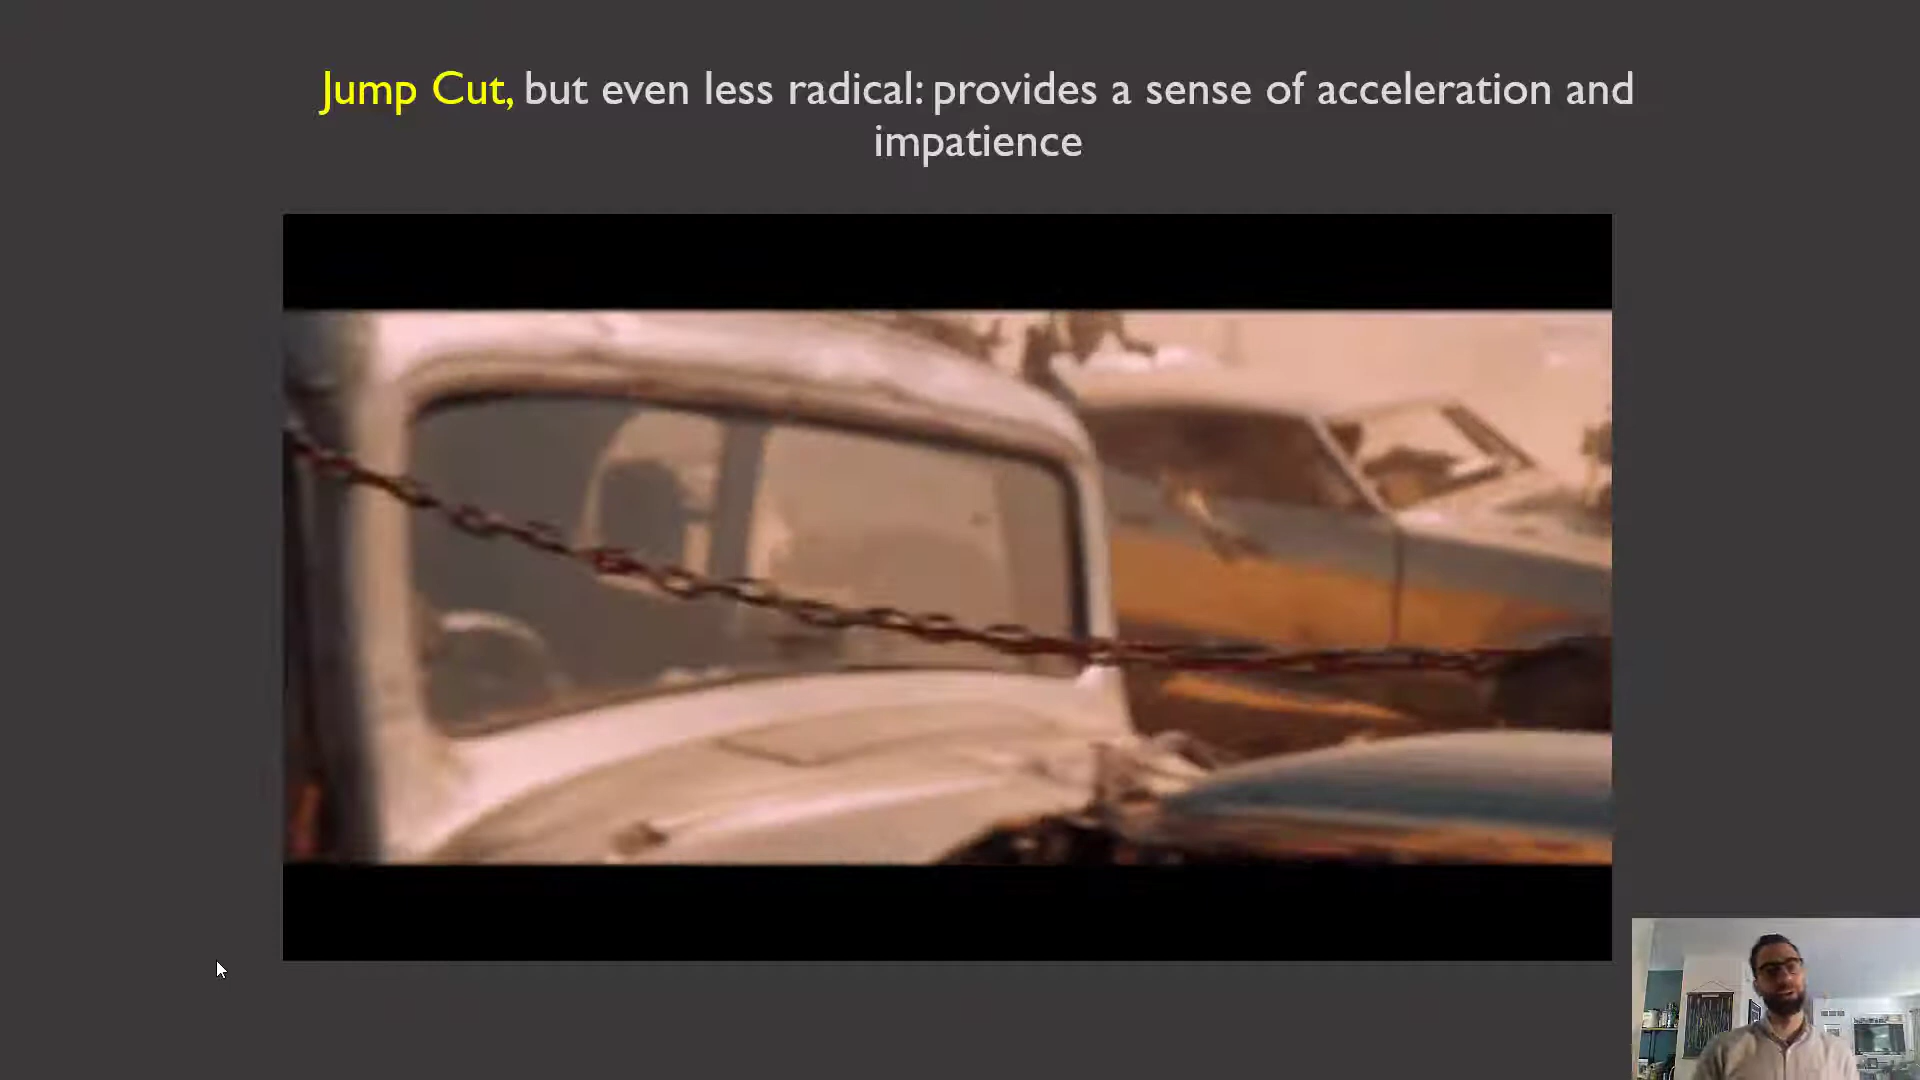 Jump Cut, but even less radical: provides a sense of acceleration and
impatience